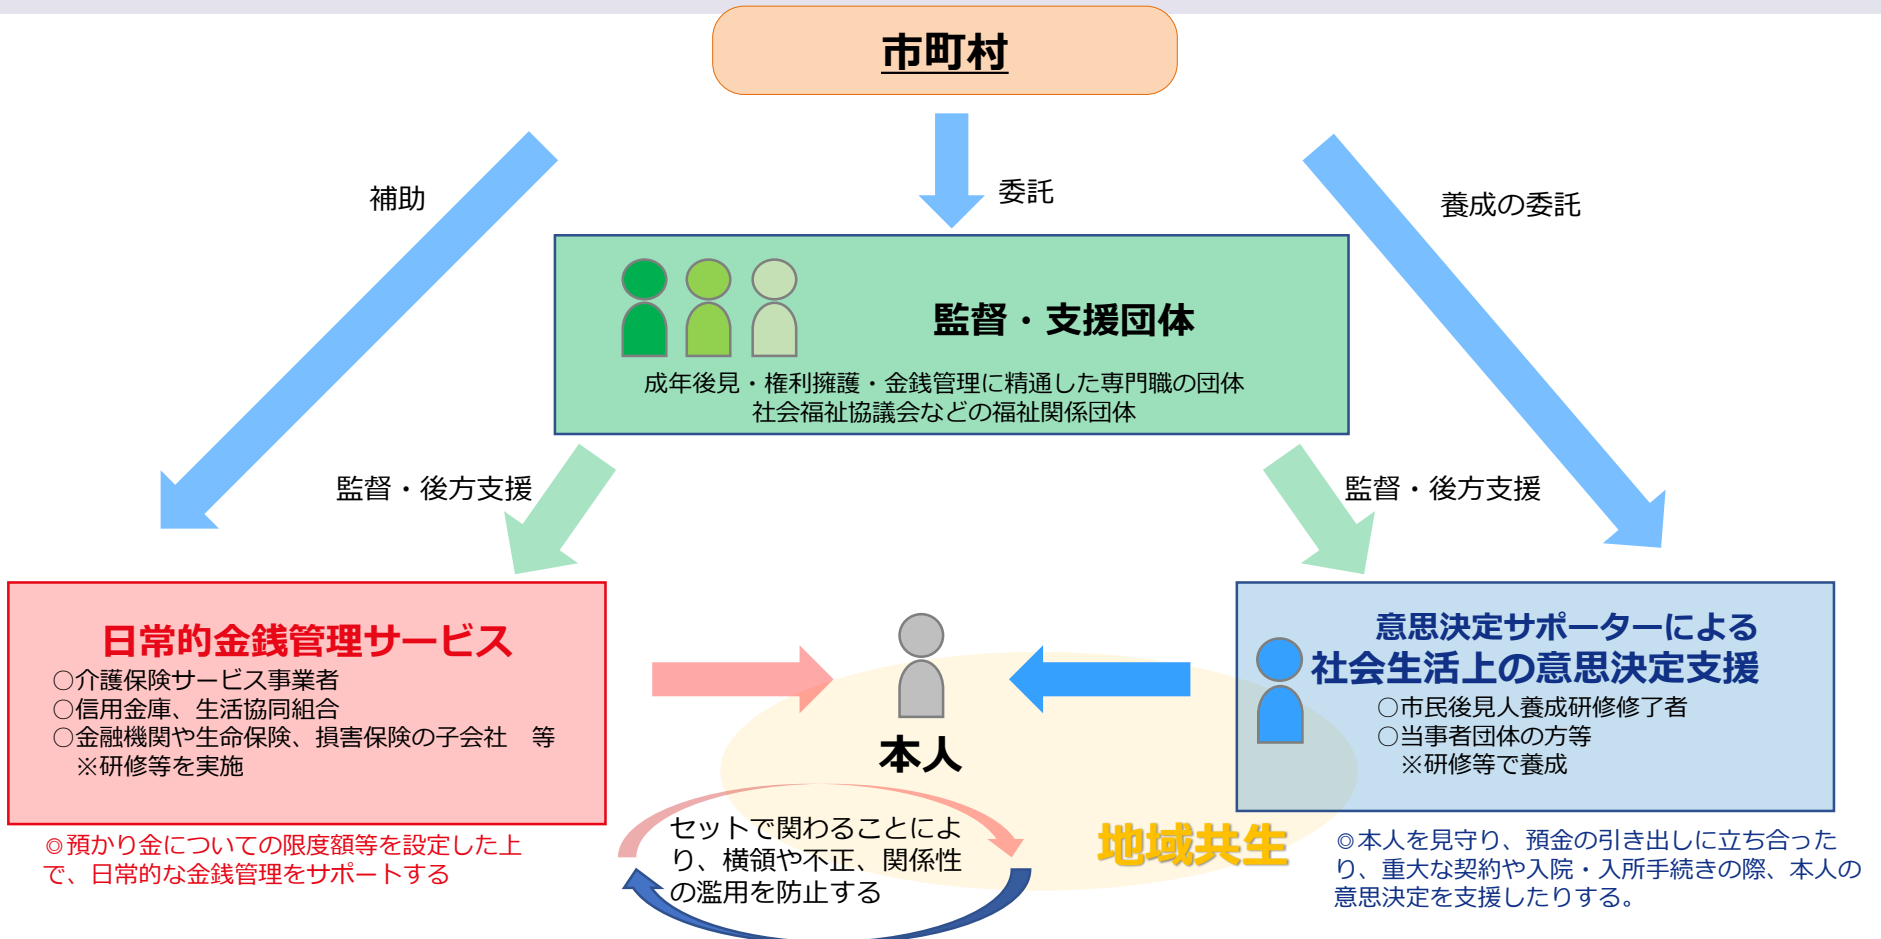 市町村
補助
委託
養成の委託
監督・支援団体
成年後見・権利擁護・金銭管理に精通した専門職の団体
社会福祉協議会などの福祉関係団体
監督・後方支援
監督・後方支援
日常的金銭管理サービス
○介護保険サービス事業者
○信用金庫、生活協同組合
○金融機関や生命保険、損害保険の子会社　等
※研修等を実施
◎預かり金についての限度額等を設定した上
で、日常的な金銭管理をサポートする
本人
セットで関わることによ
り、横領や不正、関係性
の濫用を防止する
地域共生
意思決定サポーターによる
社会生活上の意思決定支援
○市民後見人養成研修修了者
○当事者団体の方等
※研修等で養成
◎本人を見守り、預金の引き出しに立ち合った
り、重大な契約や入院・入所手続きの際、本人の
意思決定を支援したりする。